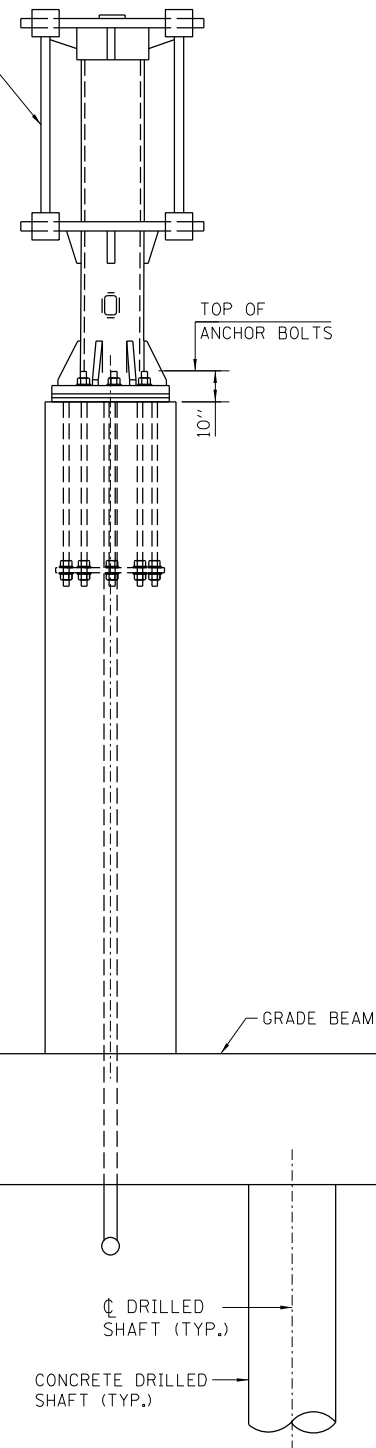 TOP OF
ANCHOR BOLTS
10"
GRADE BEAM
℄ DRILLED
SHAFT (TYP.)
CONCRETE DRILLED
SHAFT (TYP.)